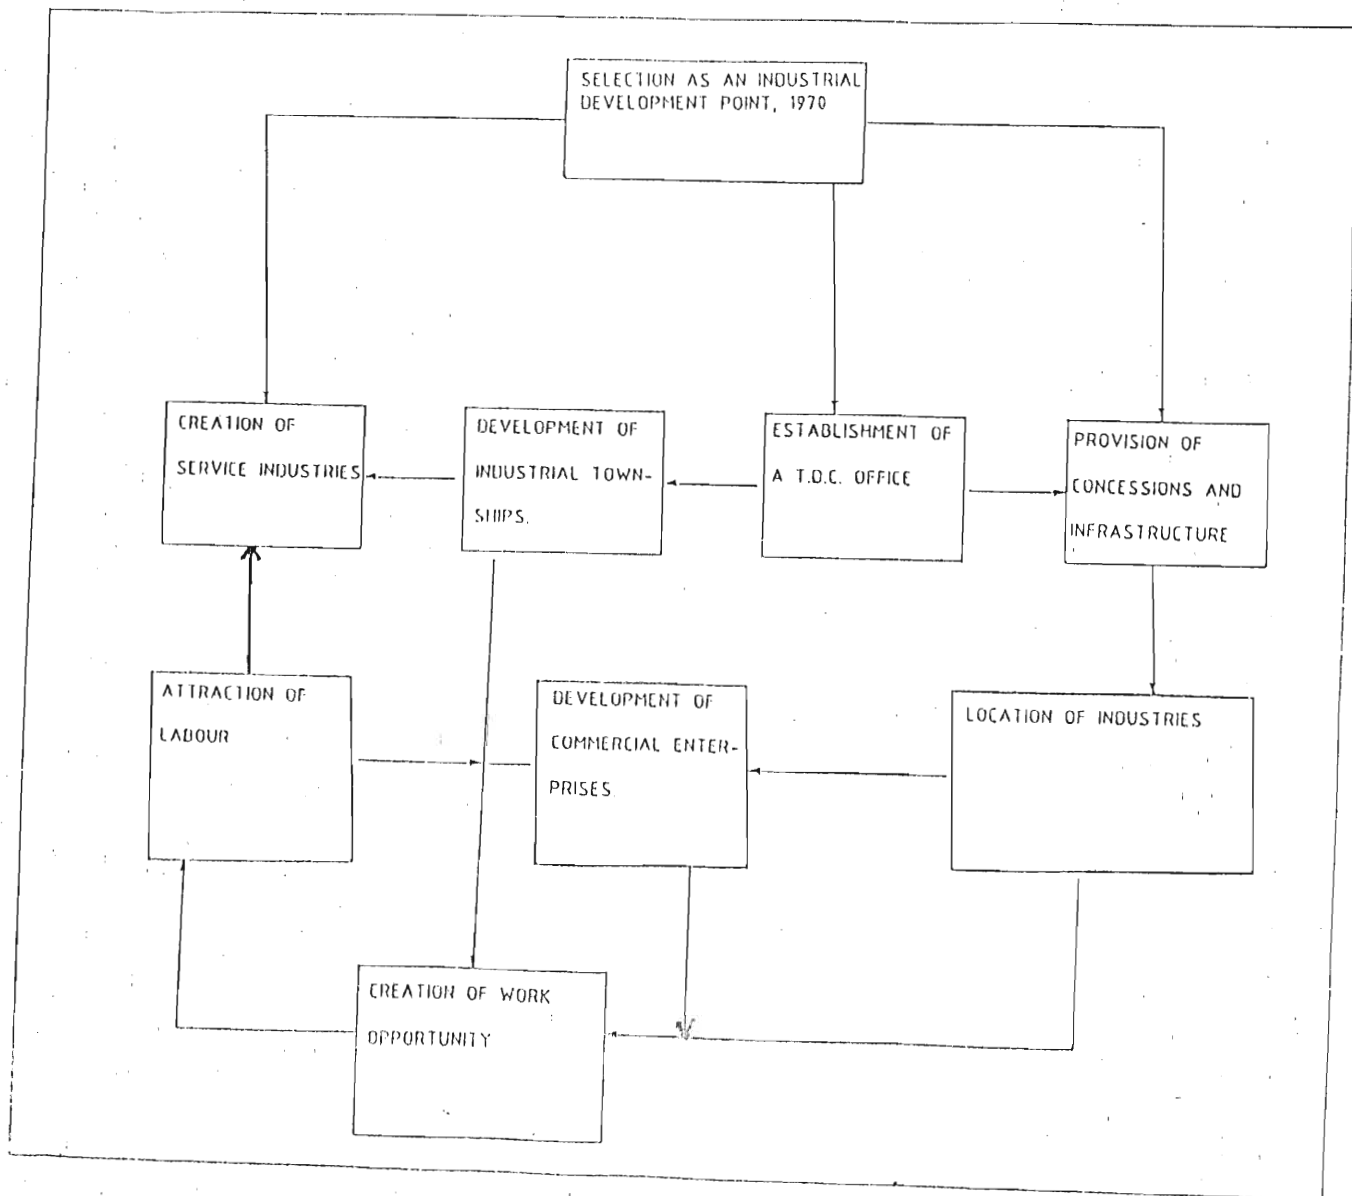 SELECTION AS AN INDUSTRIAL
DEVELOPMENT POINT, 1970
CREATION OF
SERVICE INDUSTRIES
DEVELOPMENT OF
INDUSTRIAL TOWN-
SHIPS.
ESTABLISHMENT OF
A T.D.C. OFFICE
PROVISION OF
CONCESSIONS AND
INFRASTRUCTURE
ATTRACTION OF
LABOUR
DEVELOPMENT OF
COMMERCIAL ENTER-
PRISES
LOCATION OF INDUSTRIES
CREATION OF WORK
OPPORTUNITY